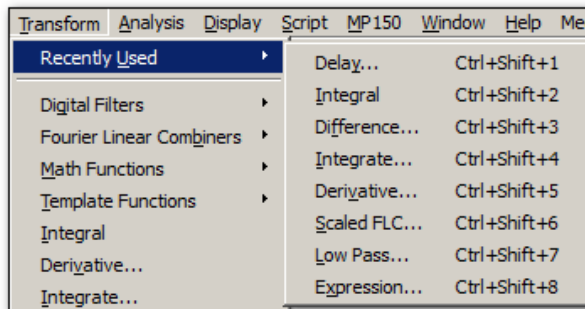 Transform Analysis Display Script MP150 Window Help Me
Recently Used
Digital Filters
Fourier Linear Combiners
Math Functions
Template Functions
Integral
Derivative...
Integrate...
Delay... Ctrl+Shift+1
Integral Ctrl+Shift+2
Difference... Ctrl+Shift+3
Integrate... Ctrl+Shift+4
Derivative... Ctrl+Shift+5
Scaled FLC... Ctrl+Shift+6
Low Pass... Ctrl+Shift+7
Expression... Ctrl+Shift+8